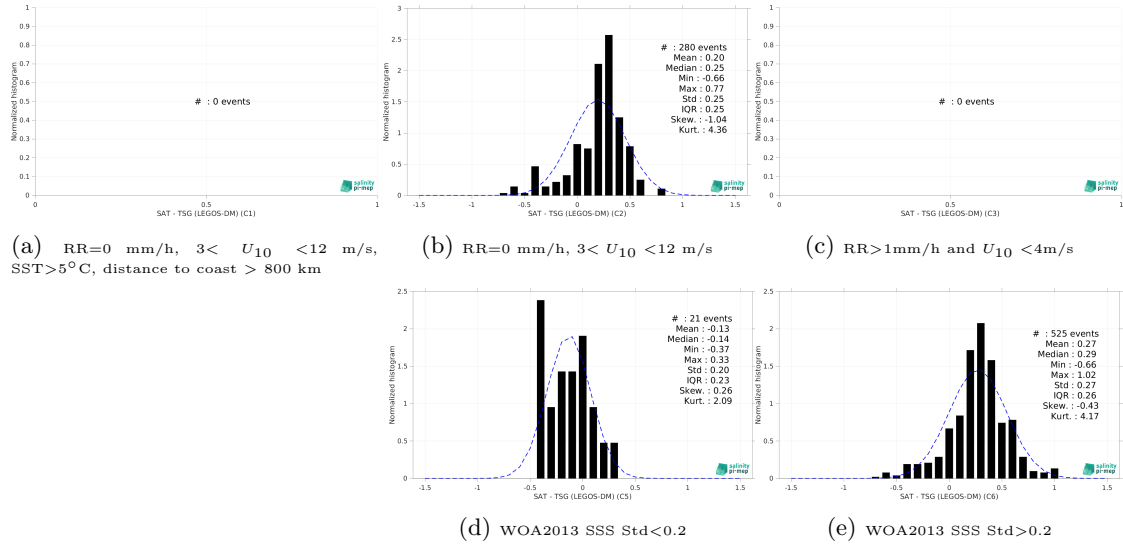 1
0.9
0.8
0.7
0.6
0.5
0.4
0.3
0.2
0.1
0
Normalized histogram
# : 0 events
salinity
pi-mep
0 0.5 1
SAT - TSG (LEGOS-DM) (C1)
3
2.5
2
1.5
1
0.5
0
Normalized histogram
# : 280 events
Mean : 0.20
Median : 0.25
Min : -0.66
Max : 0.77
Std : 0.25
IQR : 0.25
Skew. : -1.04
Kurt. : 4.36
salinity
pi-mep
-1.5 -1 -0.5 0 0.5 1 1.5
SAT - TSG (LEGOS-DM) (C2)
1
0.9
0.8
0.7
0.6
0.5
0.4
0.3
0.2
0.1
0
Normalized histogram
# : 0 events
salinity
pi-mep
0 0.5 1
SAT - TSG (LEGOS-DM) (C3)
(a) RR=0 mm/h, 3< U10 <12 m/s,
SST>5°C, distance to coast > 800 km
(b) RR=0 mm/h, 3< U10 <12 m/s
(c) RR>1mm/h and U10 <4m/s
2.5
2
1.5
1
0.5
0
Normalized histogram
# : 21 events
Mean : -0.13
Median : -0.14
Min : -0.37
Max : 0.33
Std : 0.20
IQR : 0.23
Skew. : 0.26
Kurt. : 2.09
salinity
pi-mep
-1.5 -1 -0.5 0 0.5 1 1.5
SAT - TSG (LEGOS-DM) (C5)
2.5
2
1.5
1
0.5
0
Normalized histogram
# : 525 events
Mean : 0.27
Median : 0.29
Min : -0.66
Max : 1.02
Std : 0.27
IQR : 0.26
Skew. : -0.43
Kurt. : 4.17
salinity
pi-mep
-1.5 -1 -0.5 0 0.5 1 1.5
SAT - TSG (LEGOS-DM) (C6)
(d) WOA2013 SSS Std<0.2
(e) WOA2013 SSS Std>0.2